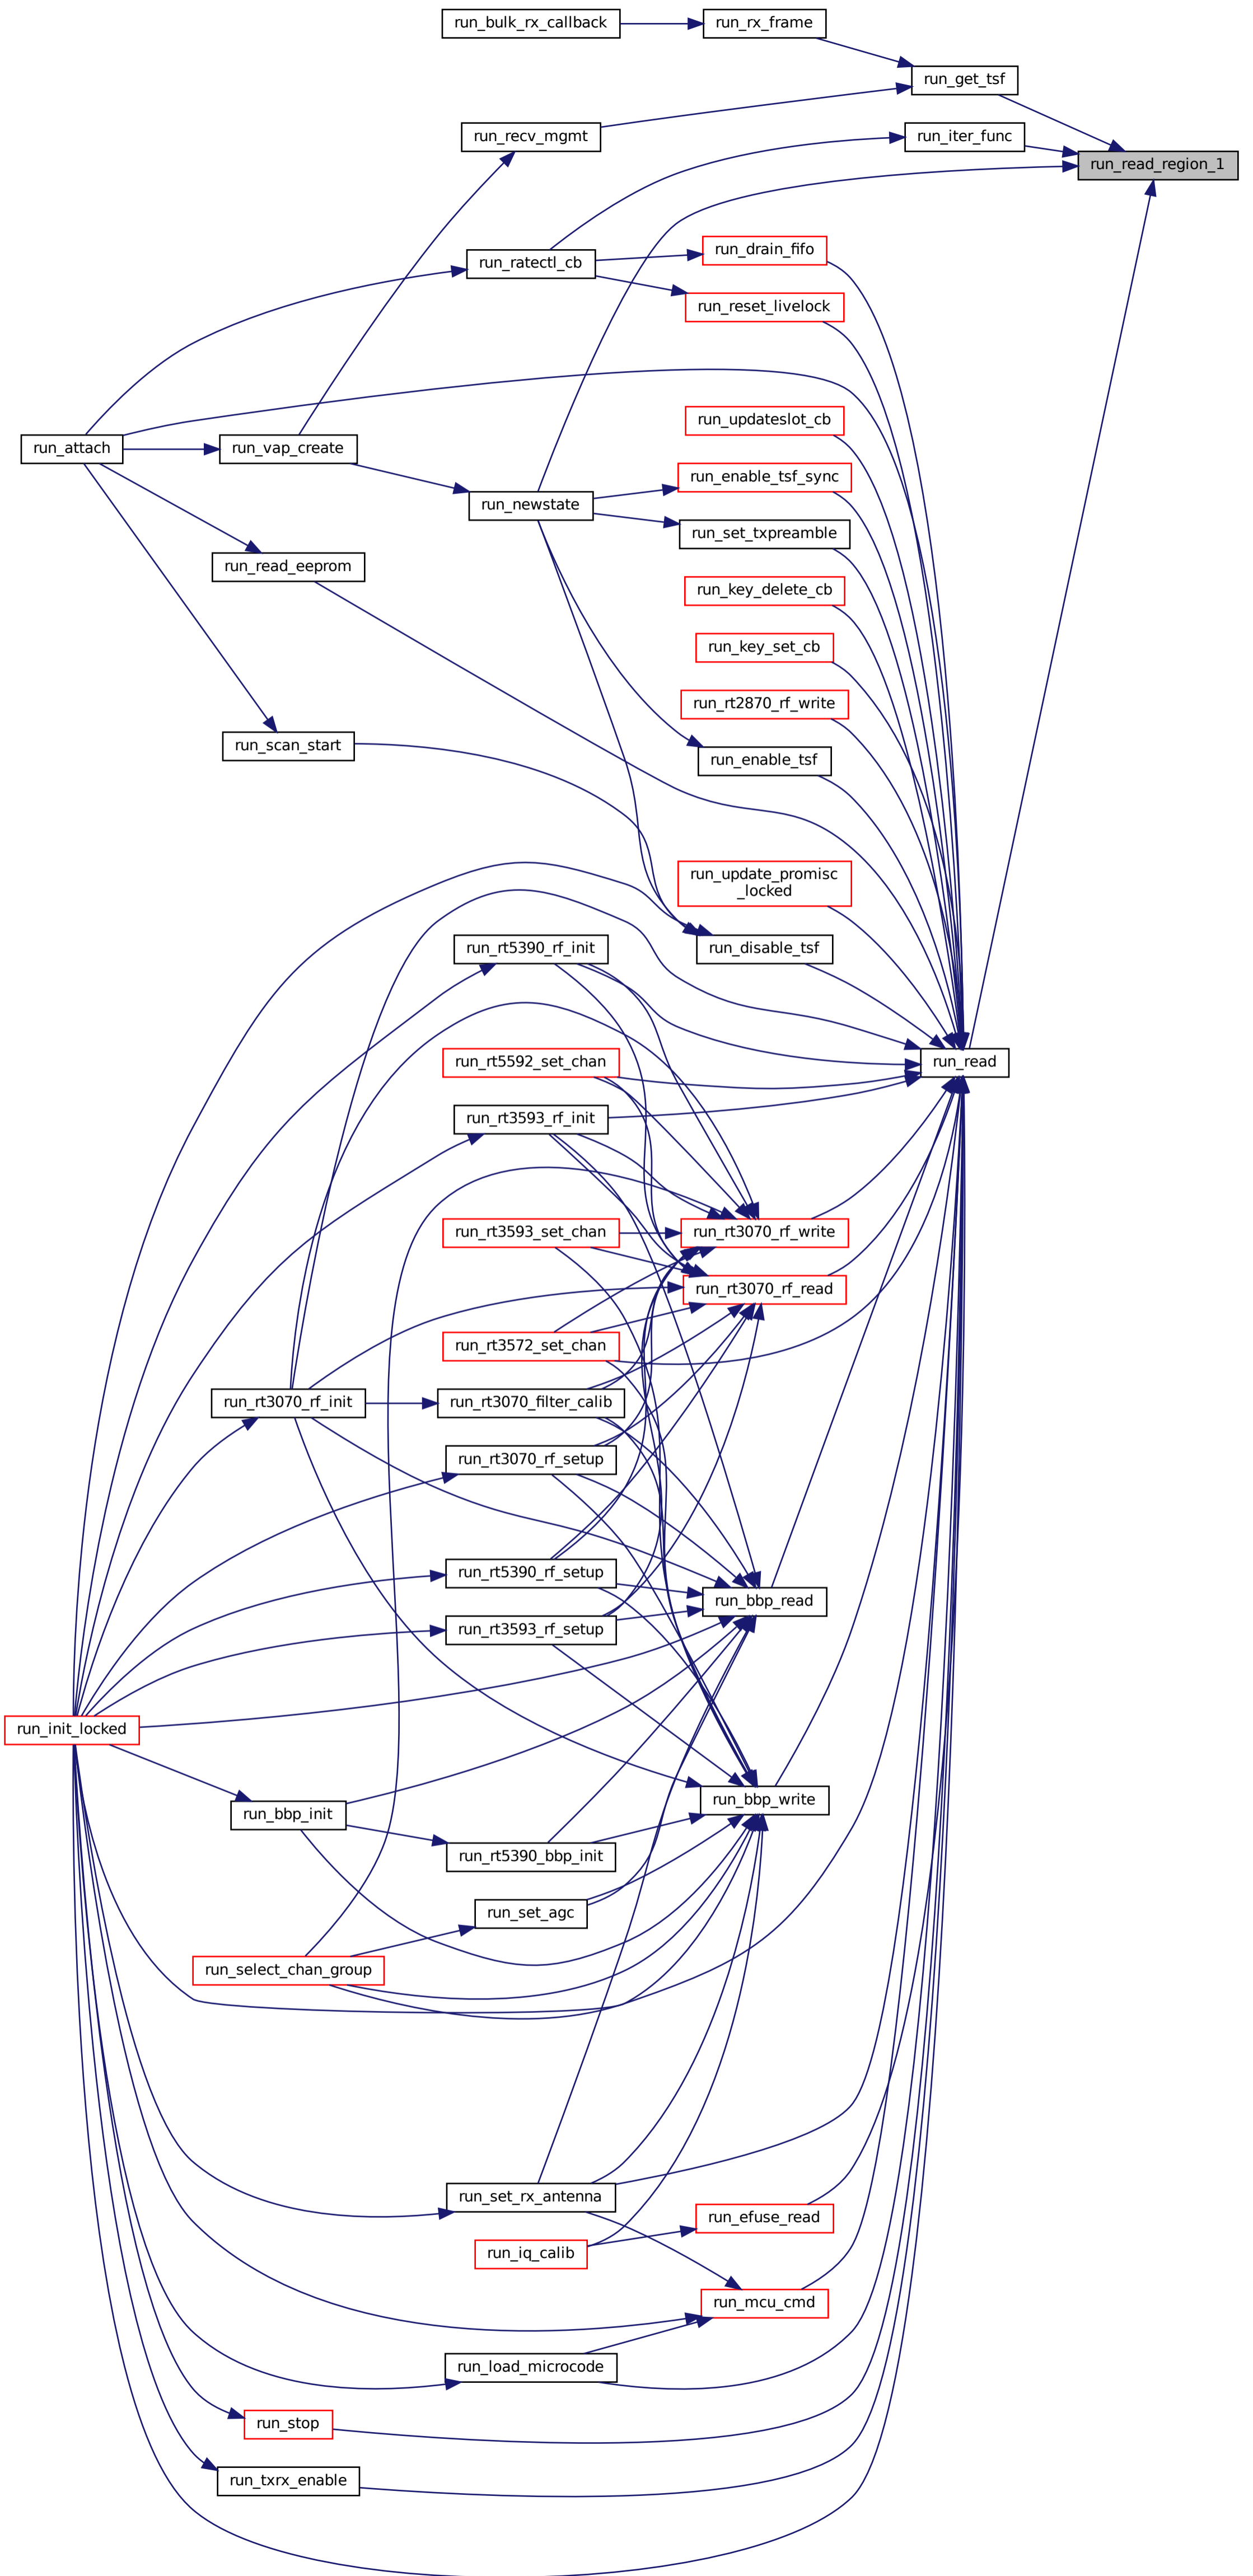 run_bulk_rx_callback
run_rx_frame
run_get_tsf
run_recv_mgmt
run_iter_func
run_read_region_1
run_ratectl_cb
run_drain_fifo
run_reset_livelock
run_updateslot_cb
run_attach
run_vap_create
run_enable_tsf_sync
run_newstate
run_set_txpreamble
run_read_eeprom
run_key_delete_cb
run_key_set_cb
run_rt2870_rf_write
run_scan_start
run_enable_tsf
run_update_promisc
_locked
run_rt5390_rf_init
run_disable_tsf
run_rt5592_set_chan
run_read
run_rt3593_rf_init
run_rt3593_set_chan
run_rt3070_rf_write
run_rt3070_rf_read
run_rt3572_set_chan
run_rt3070_rf_init
run_rt3070_filter_calib
run_rt3070_rf_setup
run_rt5390_rf_setup
run_bbp_read
run_rt3593_rf_setup
run_init_locked
run_bbp_write
run_bbp_init
run_rt5390_bbp_init
run_set_agc
run_select_chan_group
run_set_rx_antenna
run_efuse_read
run_iq_calib
run_mcu_cmd
run_load_microcode
run_stop
run_txrx_enable